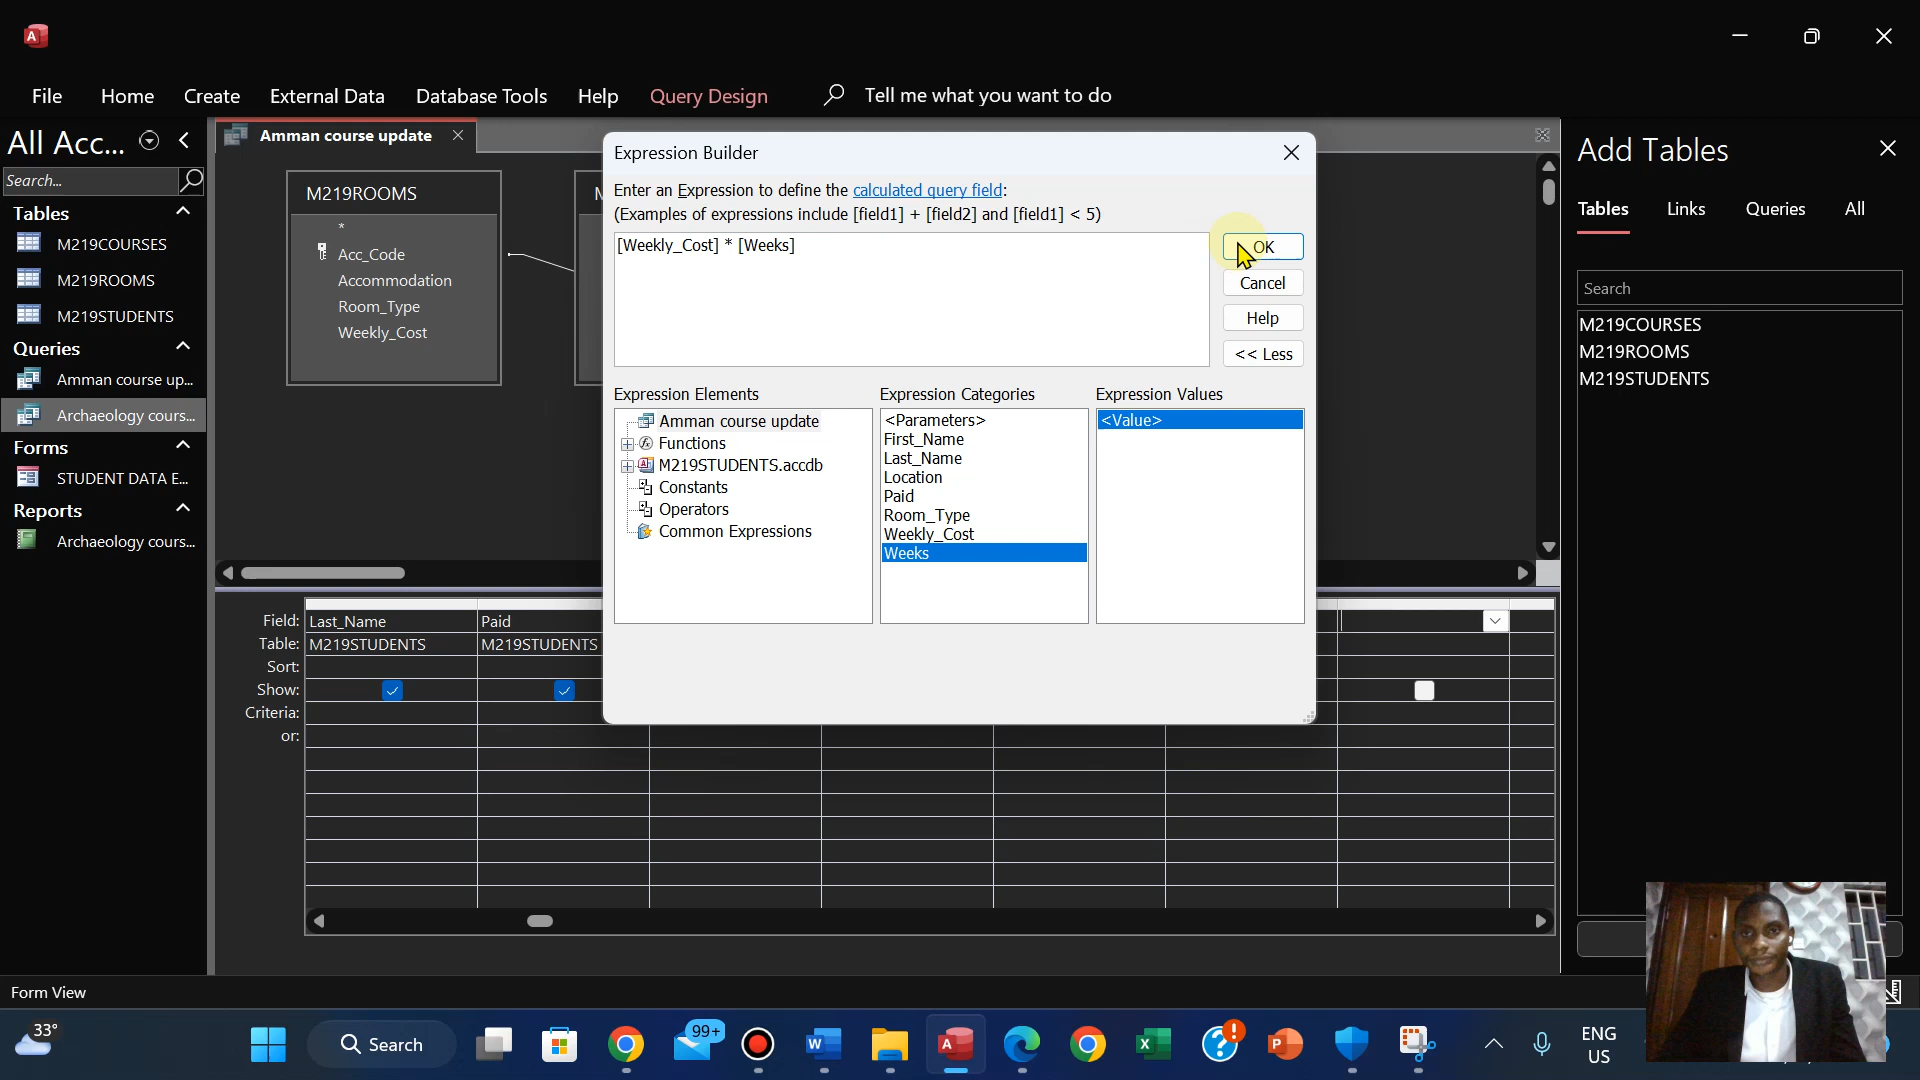 File
Home
Create
External Data
Database Tools
Help
Query Design
Tell me what you want to do
All Acc...
Search...
Tables
M219COURSES
M219ROOMS
M219STUDENTS
Queries
Amman course up...
Archaeology cours...
Forms
STUDENT DATA E...
Reports
Archaeology cours...
Amman course update
M219ROOMS
*
Acc_Code
Accommodation
Room_Type
Weekly_Cost
Expression Builder
Enter an Expression to define the calculated query field:
(Examples of expressions include [field1] + [field2] and [field1] < 5)
[Weekly_Cost] * [Weeks]
OK
Cancel
Help
<< Less
Expression Elements
Amman course update
Functions
M219STUDENTS.accdb
Constants
Operators
Common Expressions
Expression Categories
<Parameters>
First_Name
Last_Name
Location
Paid
Room_Type
Weekly_Cost
Weeks
Expression Values
<Value>
Field: Last_Name Paid
Table: M219STUDENTS M219STUDENTS
Sort:
Show:
Criteria:
or:
Add Tables
Tables Links Queries All
Search
M219COURSES
M219ROOMS
M219STUDENTS
Form View
33°
Search
99+
ENG
US